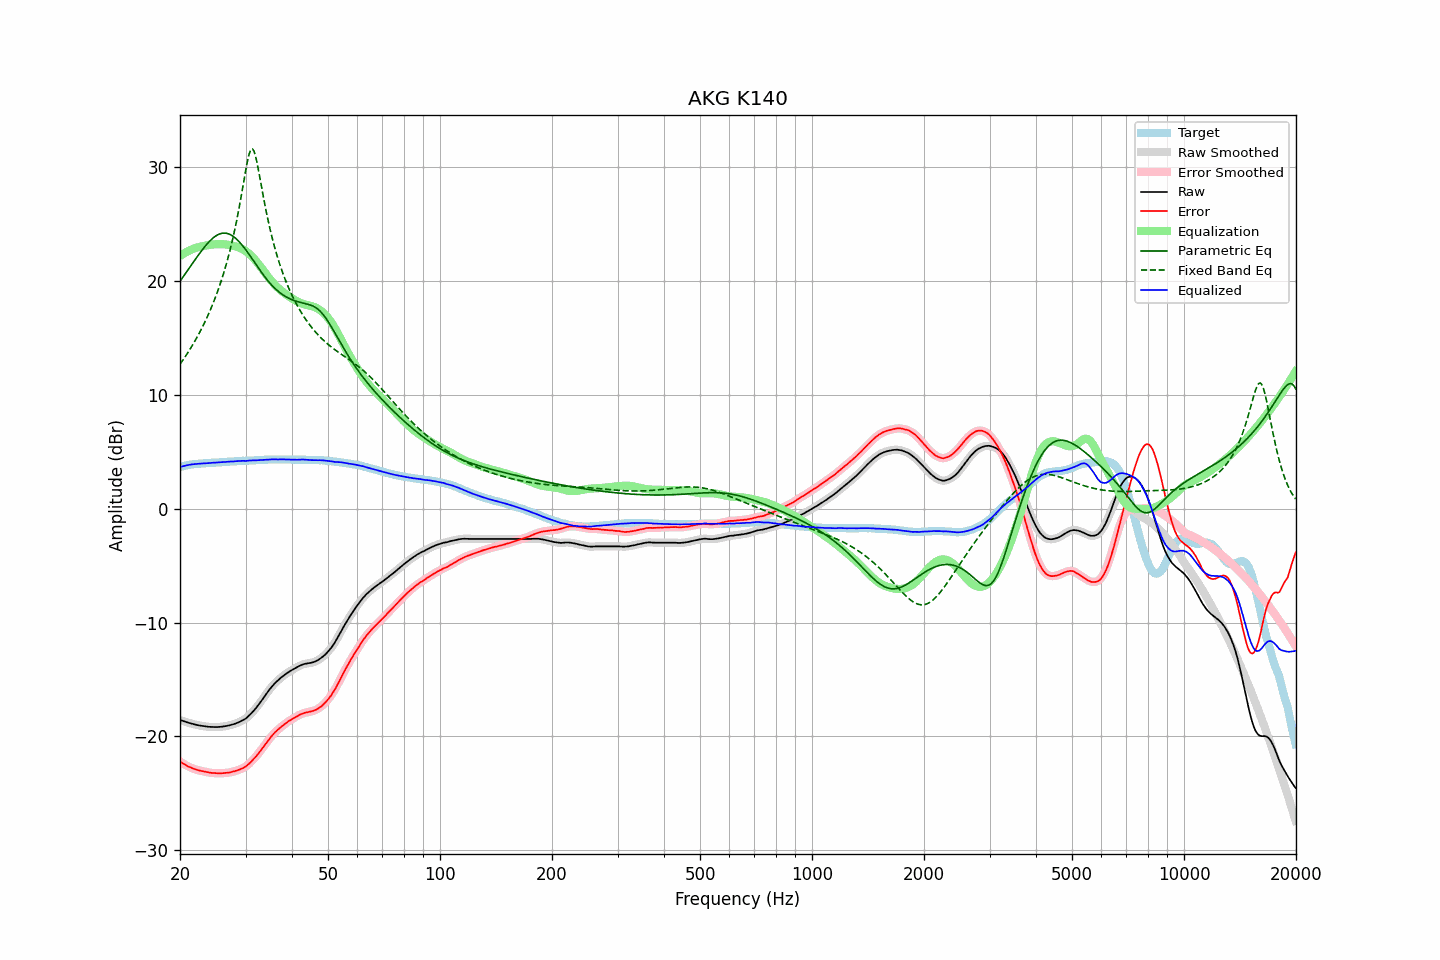 AKG K140
Amplitude (dBr)
30
20
10
0
−10
−20
−30
20
50
100
200
500
1000
2000
5000
10000
20000
Frequency (Hz)
Target
Raw Smoothed
Error Smoothed
Raw
Error
Equalization
Parametric Eq
Fixed Band Eq
Equalized